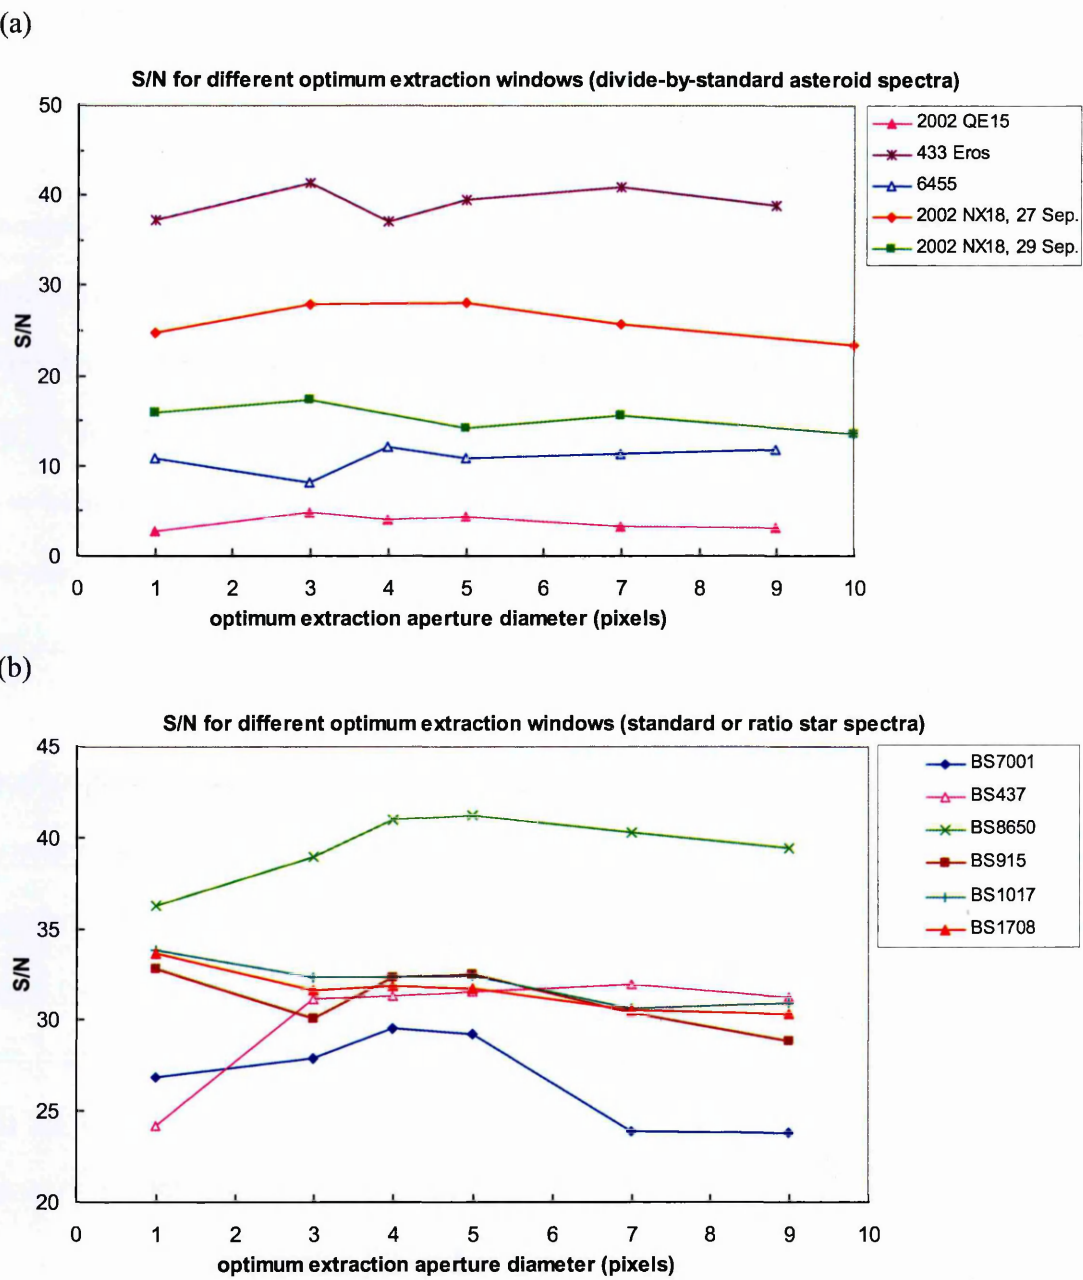 (a)
S/N for different optimum extraction windows (divide-by-standard asteroid spectra)
50
40
30
20
10
0
S/N
0 1 2 3 4 5 6 7 8 9 10
optimum extraction aperture diameter (pixels)
2002 QE15
433 Eros
6455
2002 NX18, 27 Sep.
2002 NX18, 29 Sep.
(b)
S/N for different optimum extraction windows (standard or ratio star spectra)
45
40
35
30
25
20
S/N
0 1 2 3 4 5 6 7 8 9 10
optimum extraction aperture diameter (pixels)
BS7001
BS437
BS8650
BS915
BS1017
BS1708